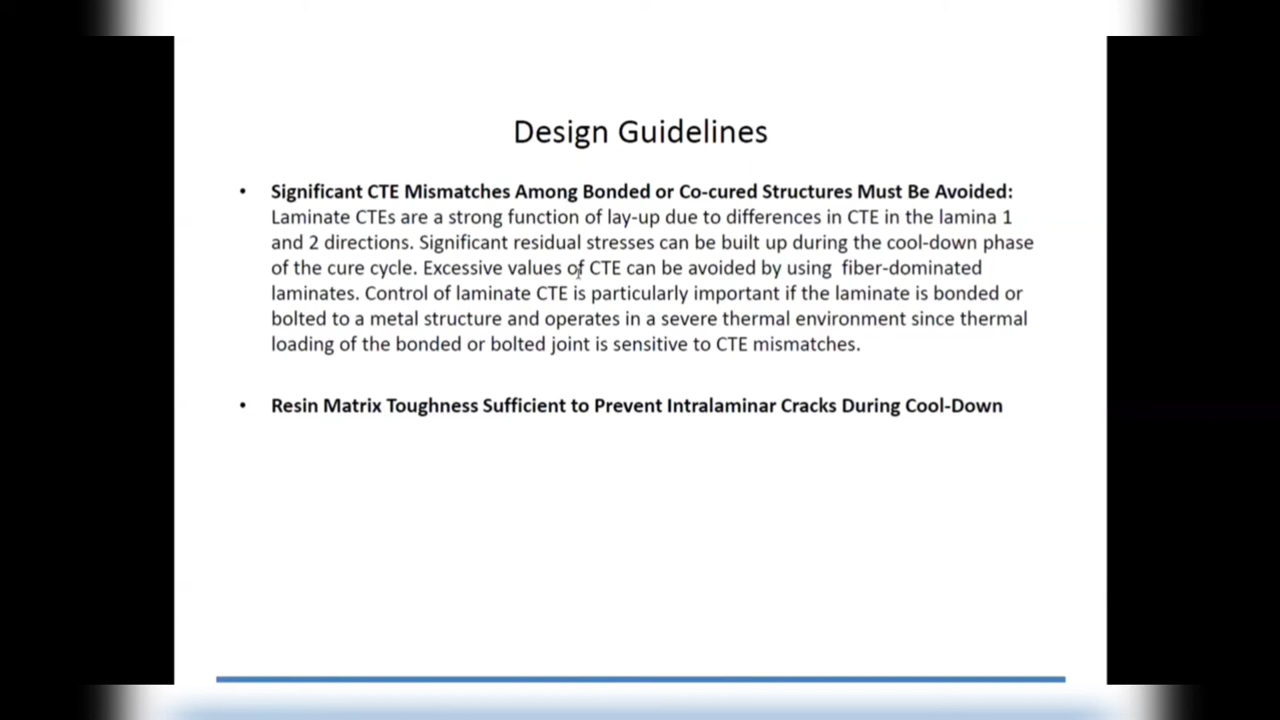 Design Guidelines
• Significant CTE Mismatches Among Bonded or Co-cured Structures Must Be Avoided:
Laminate CTEs are a strong function of lay-up due to differences in CTE in the lamina 1
and 2 directions. Significant residual stresses can be built up during the cool-down phase
of the cure cycle. Excessive values of CTE can be avoided by using  fiber-dominated
laminates. Control of laminate CTE is particularly important if the laminate is bonded or
bolted to a metal structure and operates in a severe thermal environment since thermal
loading of the bonded or bolted joint is sensitive to CTE mismatches.
• Resin Matrix Toughness Sufficient to Prevent Intralaminar Cracks During Cool-Down